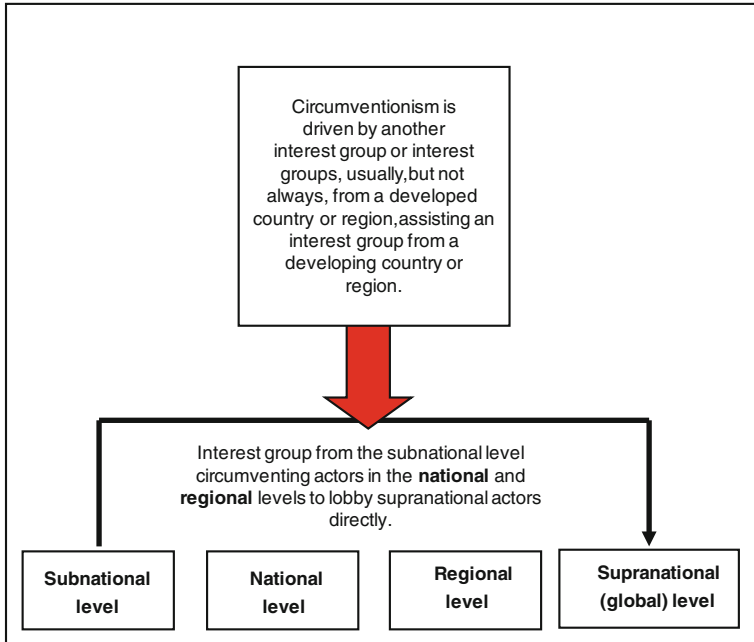 Circumventionism is
driven by another
interest group or interest
groups, usually,but not
always, from a developed
country or region,assisting an
interest group from a
developing country or
region.
Interest group from the subnational level
circumventing actors in the national and
regional levels to lobby supranational actors
directly.
Subnational
level
National
level
Regional
level
Supranational
(global) level